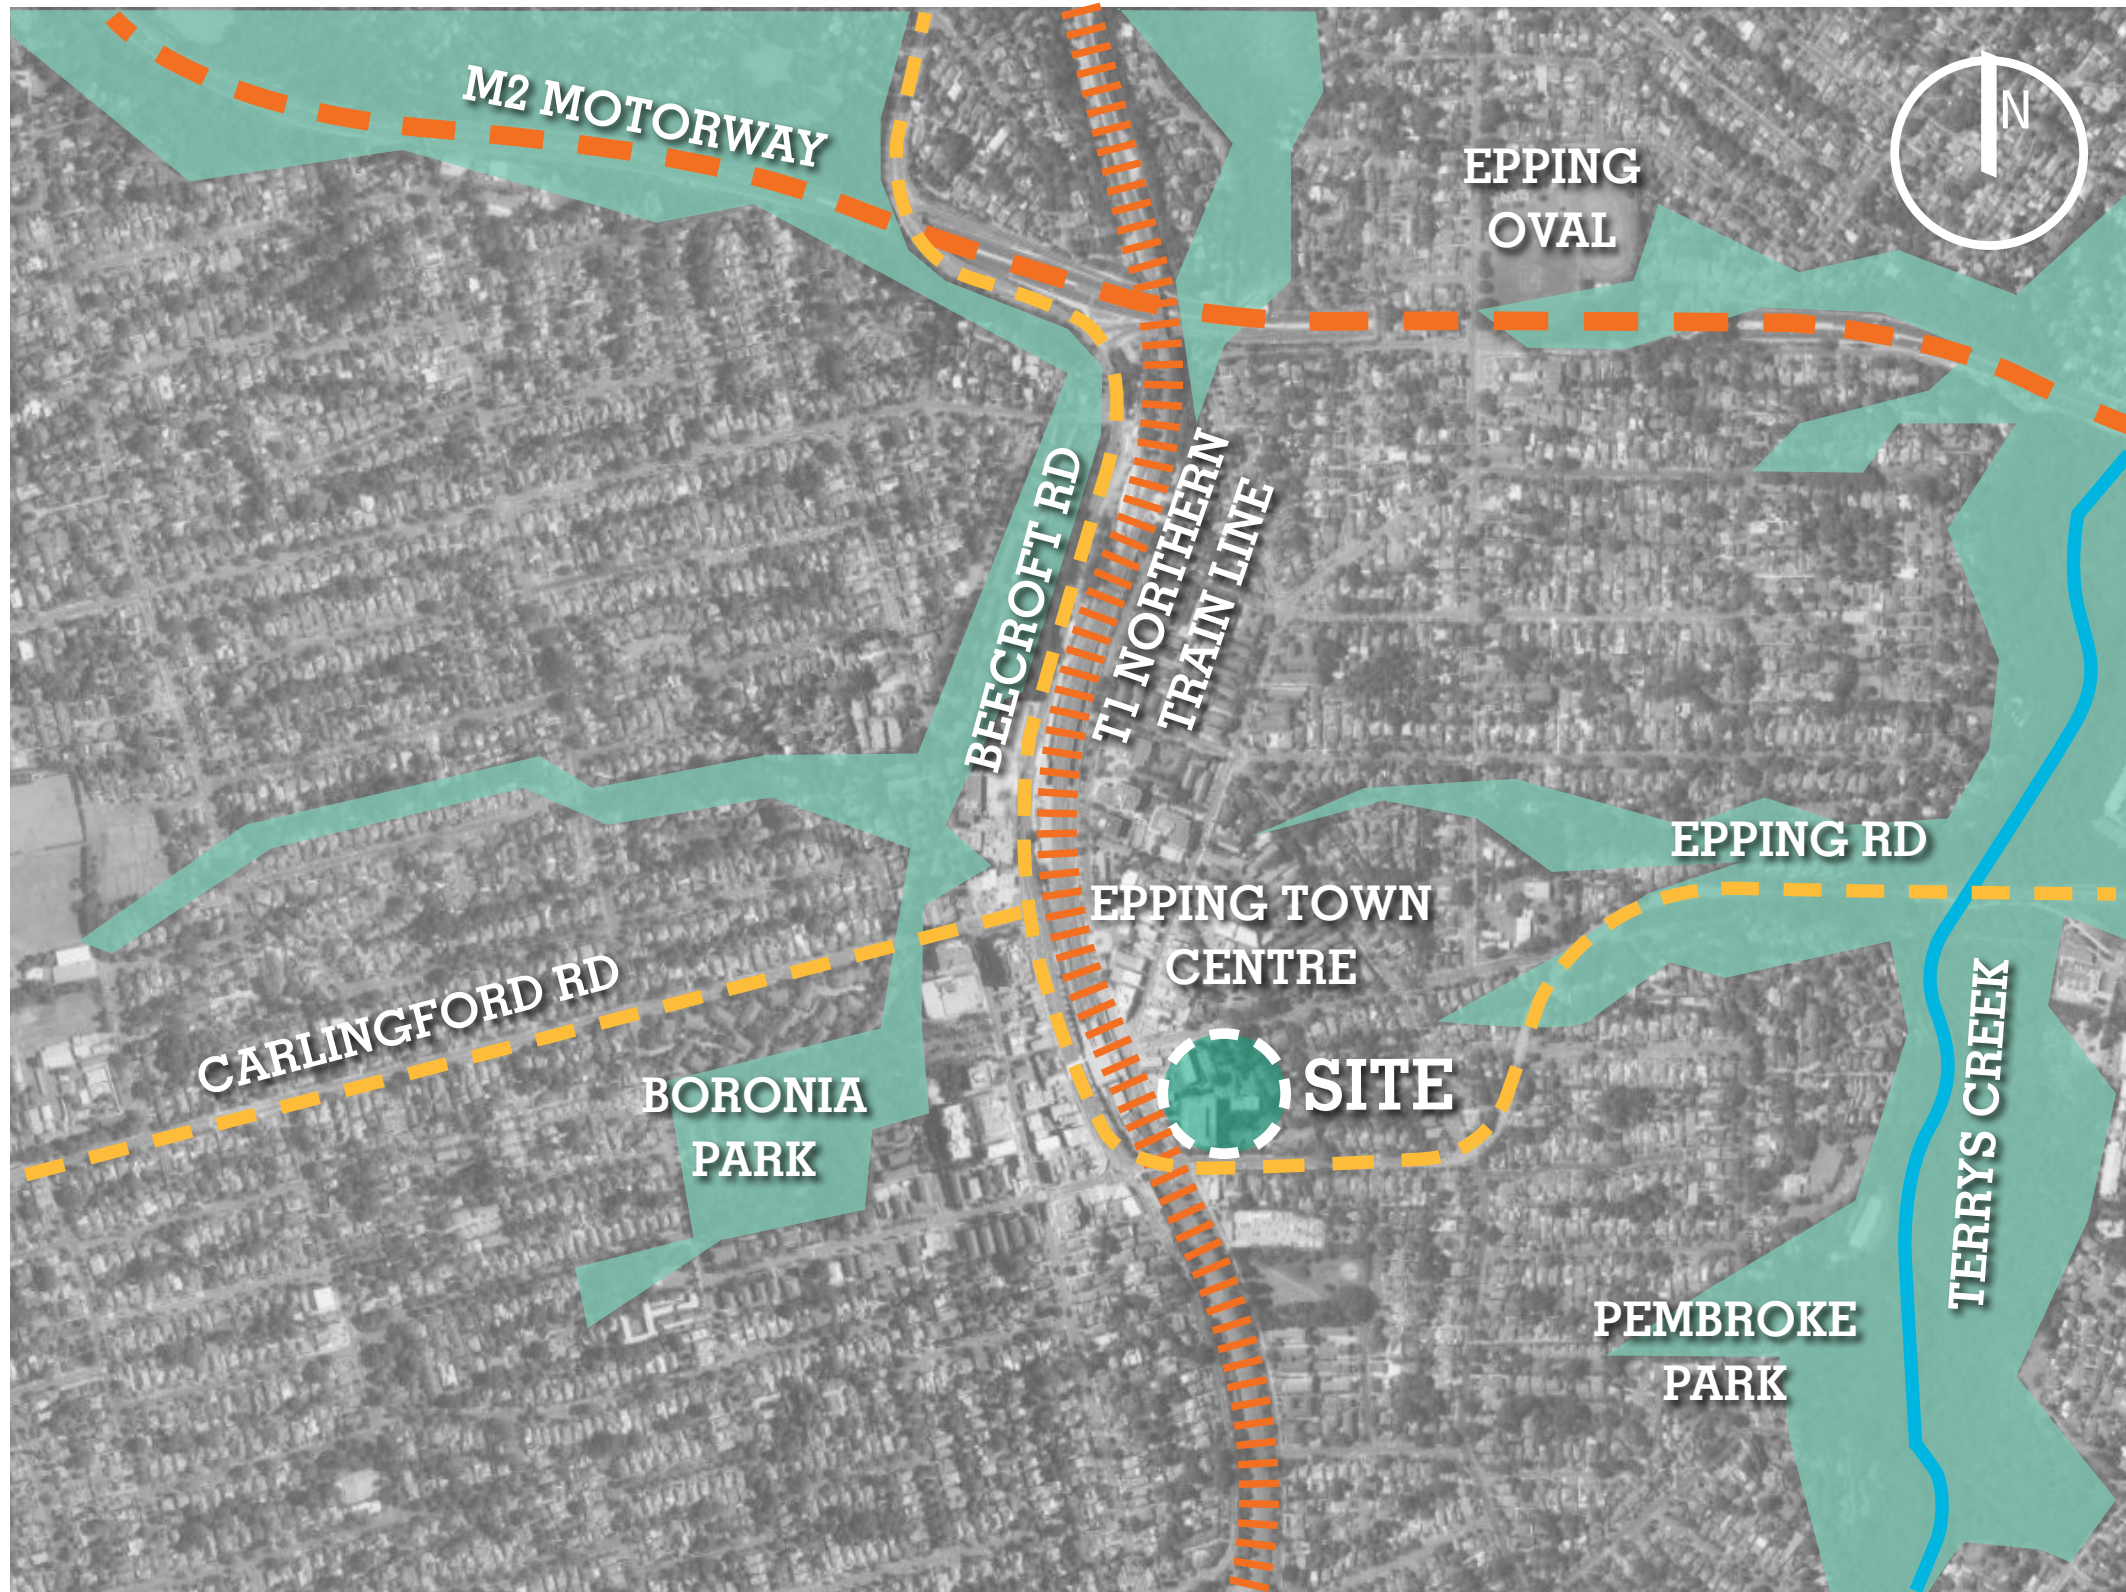 M2 MOTORWAY
N
EPPING
OVAL
BEECROFT RD
T1 NORTHERN
TRAIN LINE
EPPING RD
EPPING TOWN
CENTRE
CARLINGFORD RD
BORONIA
PARK
SITE
TERRYS CREEK
PEMBROKE
PARK